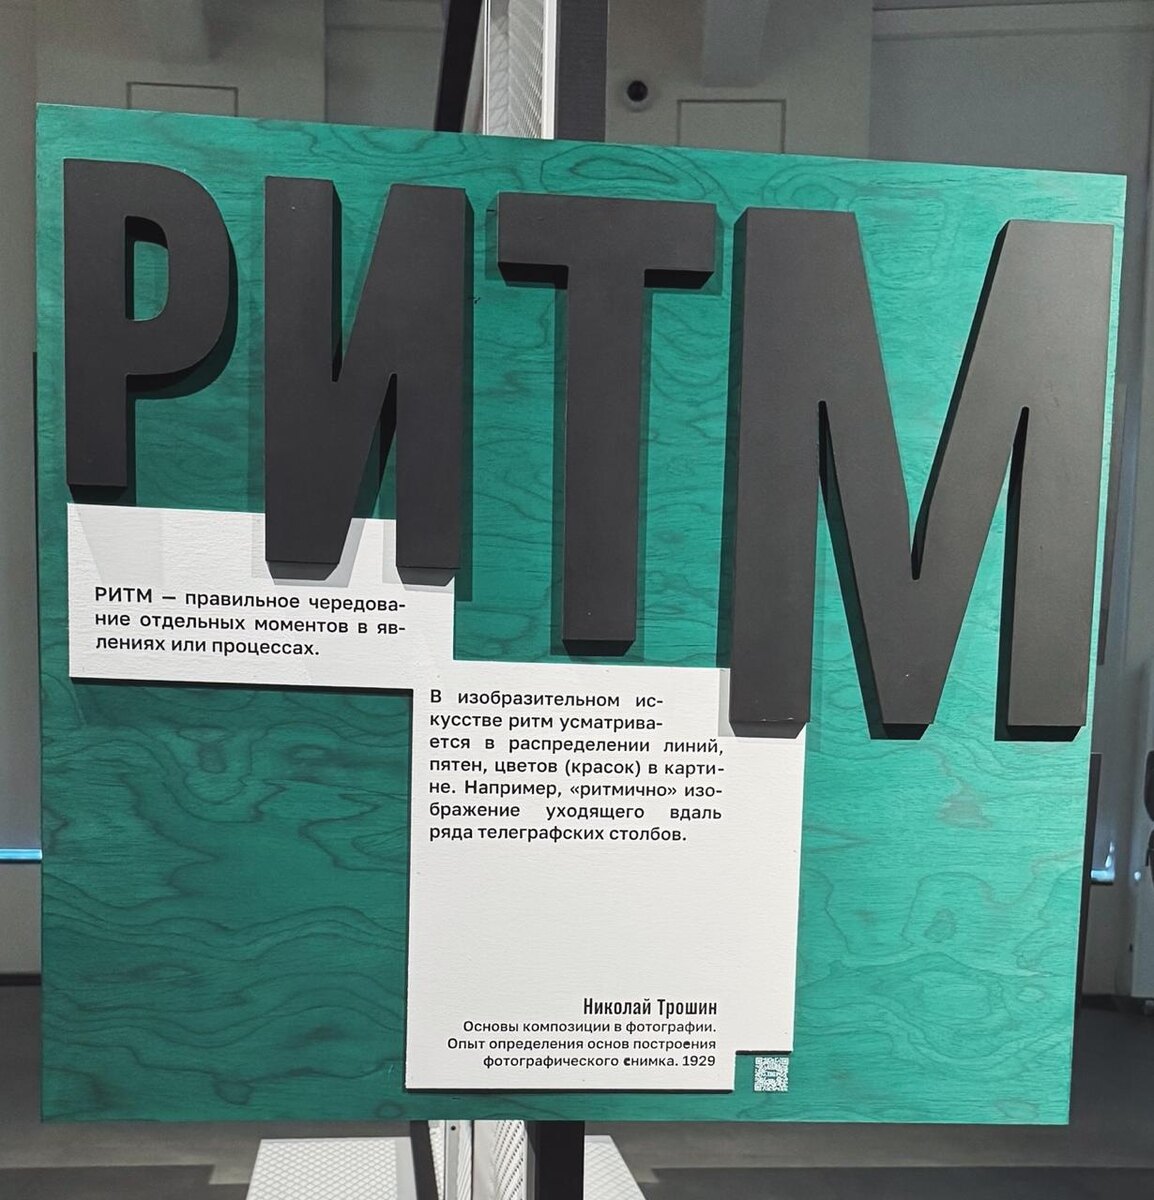 РИТМ
РИТМ — правильное чередова-
ние отдельных моментов в яв-
лениях или процессах.
В изобразительном ис-
кусстве ритм усматрива-
ется в распределении линий,
пятен, цветов (красок) в карти-
не. Например, «ритмично» изо-
бражение уходящего вдаль
ряда телеграфских столбов.
Николай Трошин
Основы композиции в фотографии.
Опыт определения основ построения
фотографического снимка. 1929